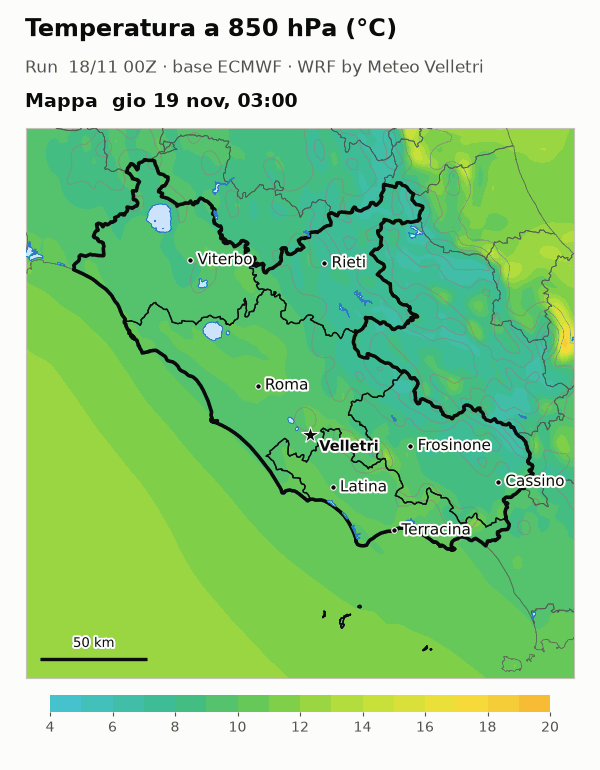 Temperatura a 850 hPa (°C)
Run  18/11 00Z · base ECMWF · WRF by Meteo Velletri
Mappa  gio 19 nov, 03:00
Viterbo
Rieti
Roma
Velletri
Frosinone
Cassino
Latina
Terracina
50 km
4 6 8 10 12 14 16 18 20